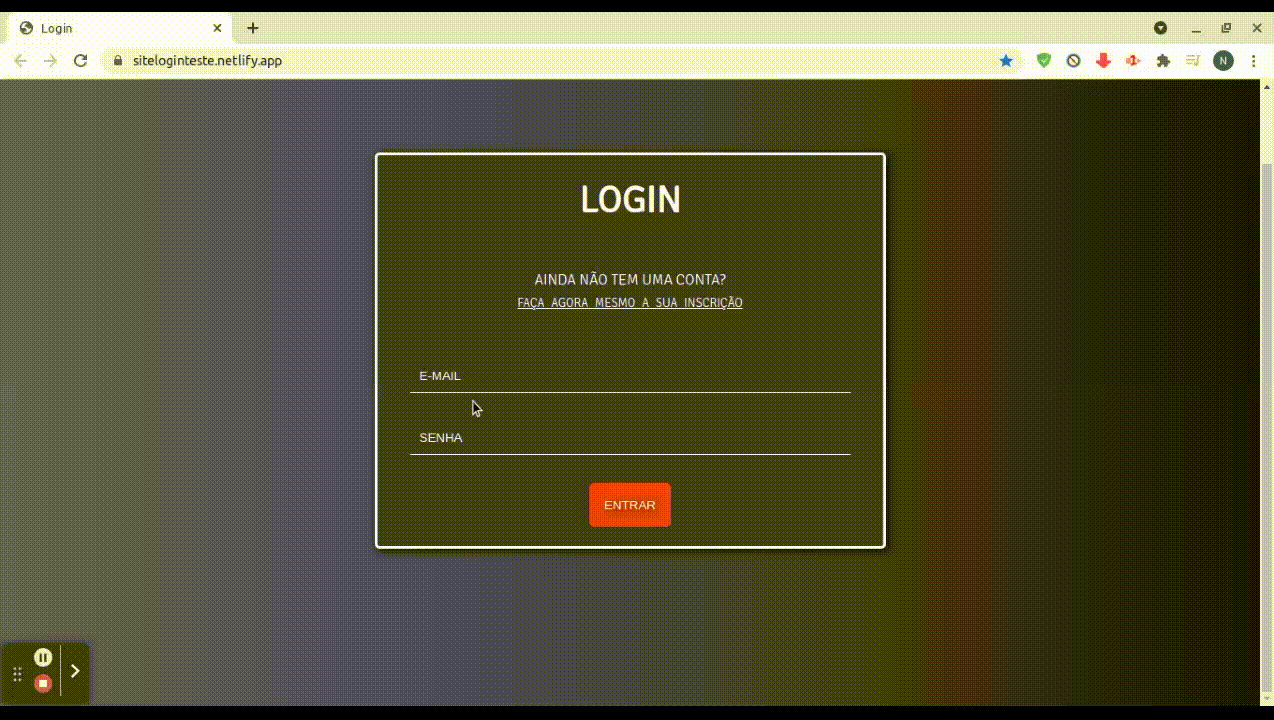 Login
siteloginteste.netlify.app
N
LOGIN
AINDA NÃO TEM UMA CONTA?
FAÇA AGORA MESMO A SUA INSCRIÇÃO
E-MAIL
SENHA
ENTRAR